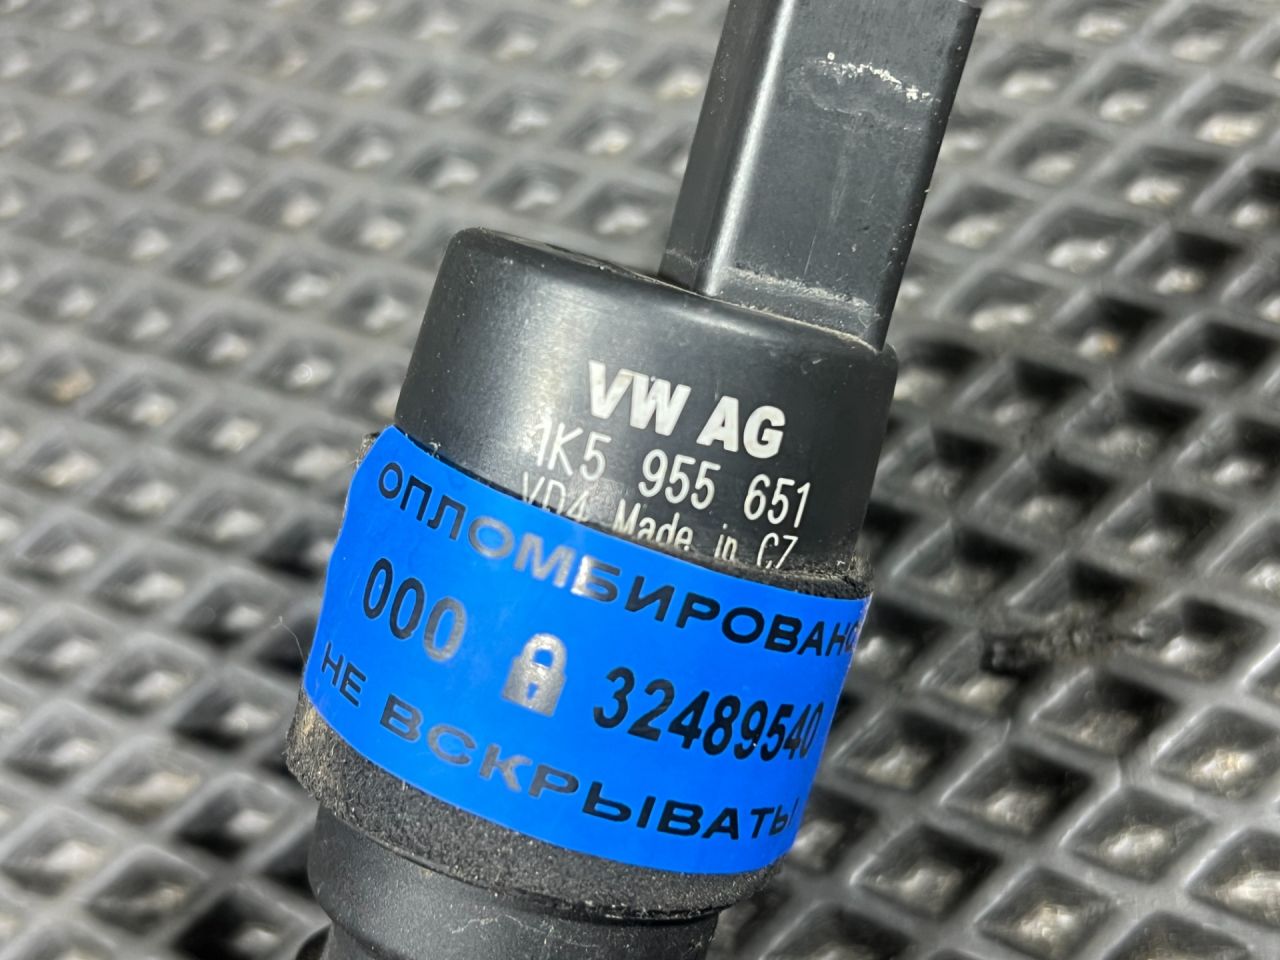 VW AG
1K5 955 651
VD4 Made in CZ
ОПЛОМБИРОВАНО
000 32489540
НЕ ВСКРЫВАТЬ